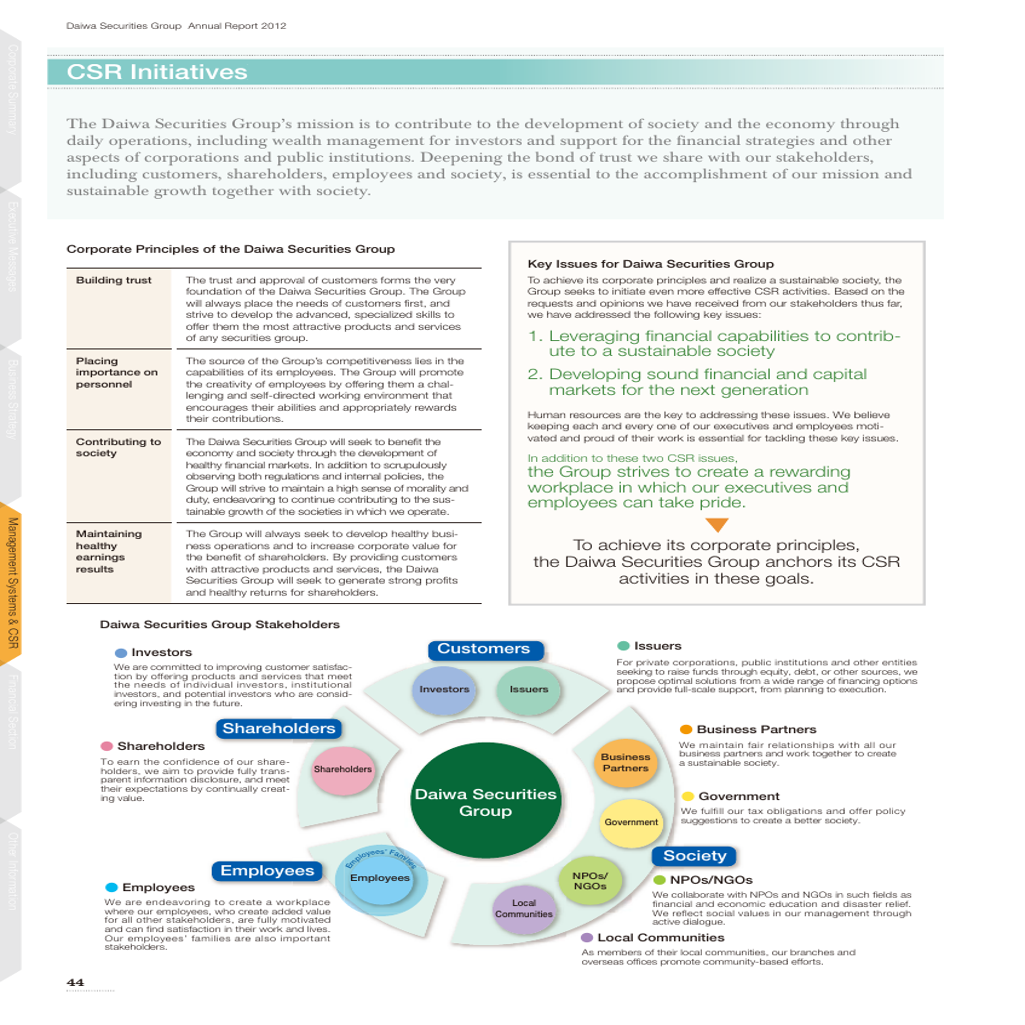 Daiwa Securities Group Annual Report 2012
CSR Initiatives
The Daiwa Securities Group's mission is to contribute to the development of society and the economy through
daily operations, including wealth management for investors and support for the financial strategies and other
aspects of corporations and public institutions. Deepening the bond of trust we share with our stakeholders,
including customers, shareholders, employees and society, is essential to the accomplishment of our mission and
sustainable growth together with society.
Corporate Principles of the Daiwa Securities Group
Building trust
The trust and approval of customers forms the very
foundation of the Daiwa Securities Group. The Group
will always place the needs of customers first, and
strive to develop the advanced, specialized skills to
offer them the most attractive products and services
of any securities group.
Placing
importance on
personnel
The source of the Group's competitiveness lies in the
capabilities of its employees. The Group will promote
the creativity of employees by offering them a chal-
lenging and self-directed working environment that
encourages their abilities and appropriately rewards
their contributions.
Contributing to
society
The Daiwa Securities Group will seek to benefit the
economy and society through the development of
healthy financial markets. In addition to scrupulously
observing both regulations and internal policies, the
Group will strive to maintain a high sense of morality and
duty, endeavoring to continue contributing to the sus-
tainable growth of the societies in which we operate.
Maintaining
healthy
earnings
results
The Group will always seek to develop healthy busi-
ness operations and to increase corporate value for
the benefit of shareholders. By providing customers
with attractive products and services, the Daiwa
Securities Group will seek to generate strong profits
and healthy returns for shareholders.
Key Issues for Daiwa Securities Group
To achieve its corporate principles and realize a sustainable society, the
Group seeks to initiate even more effective CSR activities. Based on the
requests and opinions we have received from our stakeholders thus far,
we have addressed the following key issues:
1. Leveraging financial capabilities to contrib-
ute to a sustainable society
2. Developing sound financial and capital
markets for the next generation
Human resources are the key to addressing these issues. We believe
keeping each and every one of our executives and employees moti-
vated and proud of their work is essential for tackling these key issues.
In addition to these two CSR issues,
the Group strives to create a rewarding
workplace in which our executives and
employees can take pride.
To achieve its corporate principles,
the Daiwa Securities Group anchors its CSR
activities in these goals.
Daiwa Securities Group Stakeholders
Investors
We are committed to improving customer satisfac-
tion by offering products and services that meet
the needs of individual investors, institutional
investors, and potential investors who are consid-
ering investing in the future.
Shareholders
Shareholders
To earn the confidence of our share-
holders, we aim to provide fully trans-
parent information disclosure, and meet
their expectations by continually creat-
ing value.
Employees
Employees
We are endeavoring to create a workplace
where our employees, who create added value
for all other stakeholders, are fully motivated
and can find satisfaction in their work and lives.
Our employees' families are also important
stakeholders.
Customers
Investors
Issuers
Shareholders
Business
Partners
Daiwa Securities
Group
Government
Employees' Families
Employees
NPOs/
NGOs
Local
Communities
Issuers
For private corporations, public institutions and other entities
seeking to raise funds through equity, debt, or other sources, we
propose optimal solutions from a wide range of financing options
and provide full-scale support, from planning to execution.
Business Partners
We maintain fair relationships with all our
business partners and work together to create
a sustainable society.
Government
We fulfill our tax obligations and offer policy
suggestions to create a better society.
Society
NPOs/NGOs
We collaborate with NPOs and NGOs in such fields as
financial and economic education and disaster relief.
We reflect social values in our management through
active dialogue.
Local Communities
As members of their local communities, our branches and
overseas offices promote community-based efforts.
Corporate Summary
Executive Messages
Business Strategy
Management Systems & CSR
Financial Section
Other Information
44